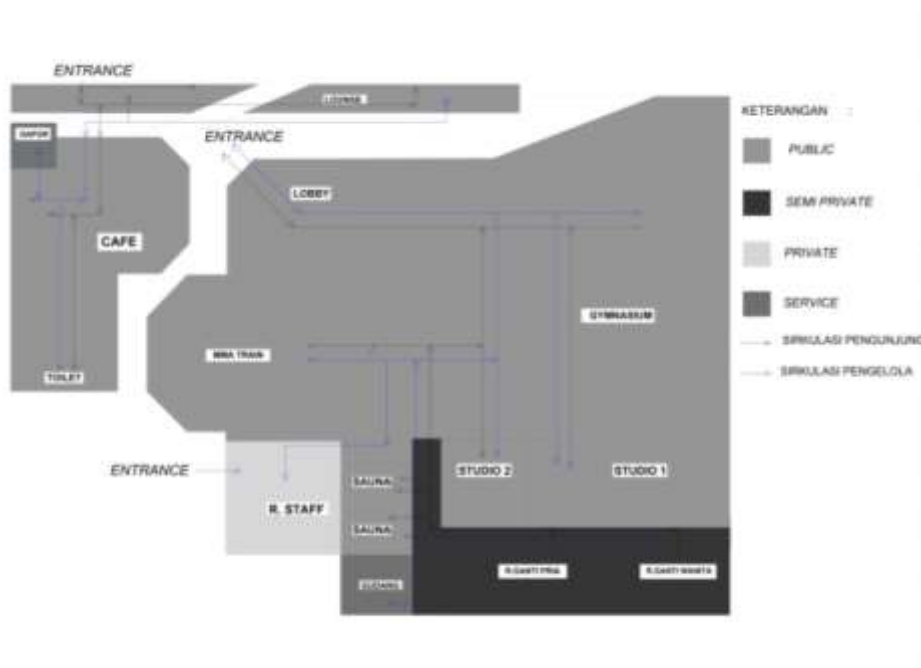 ENTRANCE
LOUNGE
KETERANGAN :
DAPUR
ENTRANCE
PUBLIC
LOBBY
SEMI PRIVATE
CAFE
PRIVATE
SERVICE
GYMNASIUM
SIRKULASI PENGUNJUNG
MMA TRAIN
SIRKULASI PENGELOLA
TOILET
ENTRANCE
STUDIO 2
STUDIO 1
SAUNA
R. STAFF
SAUNA
R.GANTI PRIA
R.GANTI WANITA
GUDANG